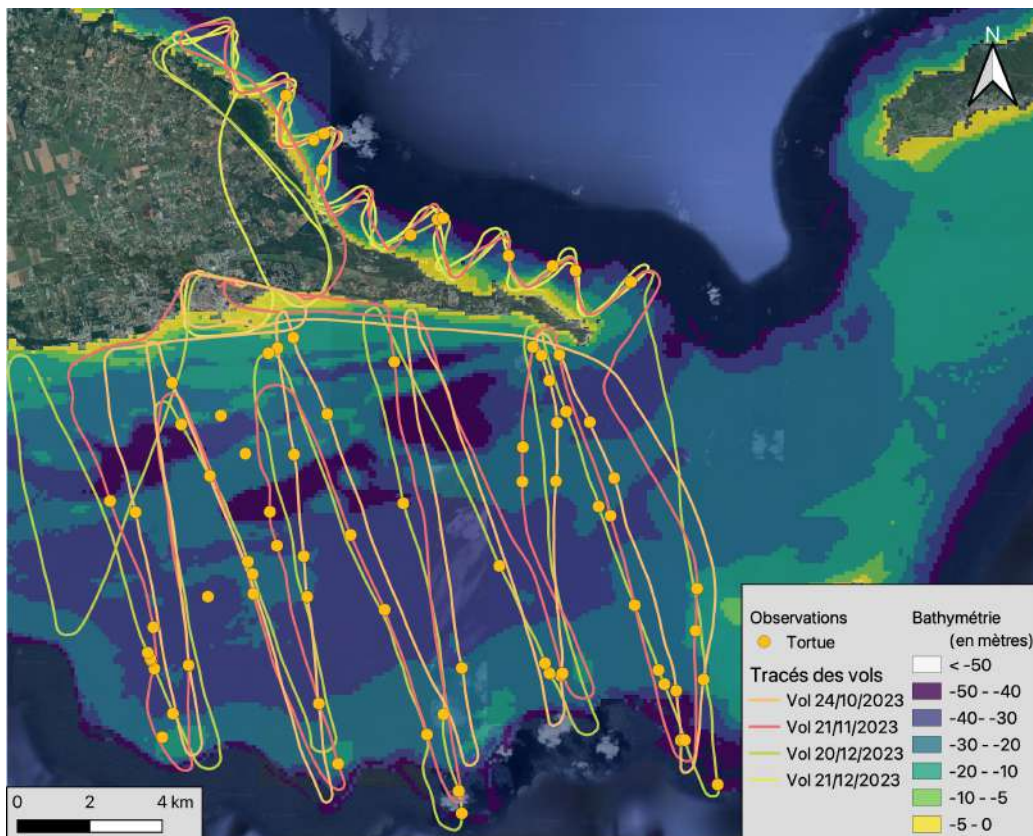 N
Observations
Tortue
Tracés des vols
Vol 24/10/2023
Vol 21/11/2023
Vol 20/12/2023
Vol 21/12/2023
Bathymétrie
(en mètres)
< -50
-50 - -40
-40- -30
-30 - -20
-20 - -10
-10 - -5
-5 - 0
0 2 4 km